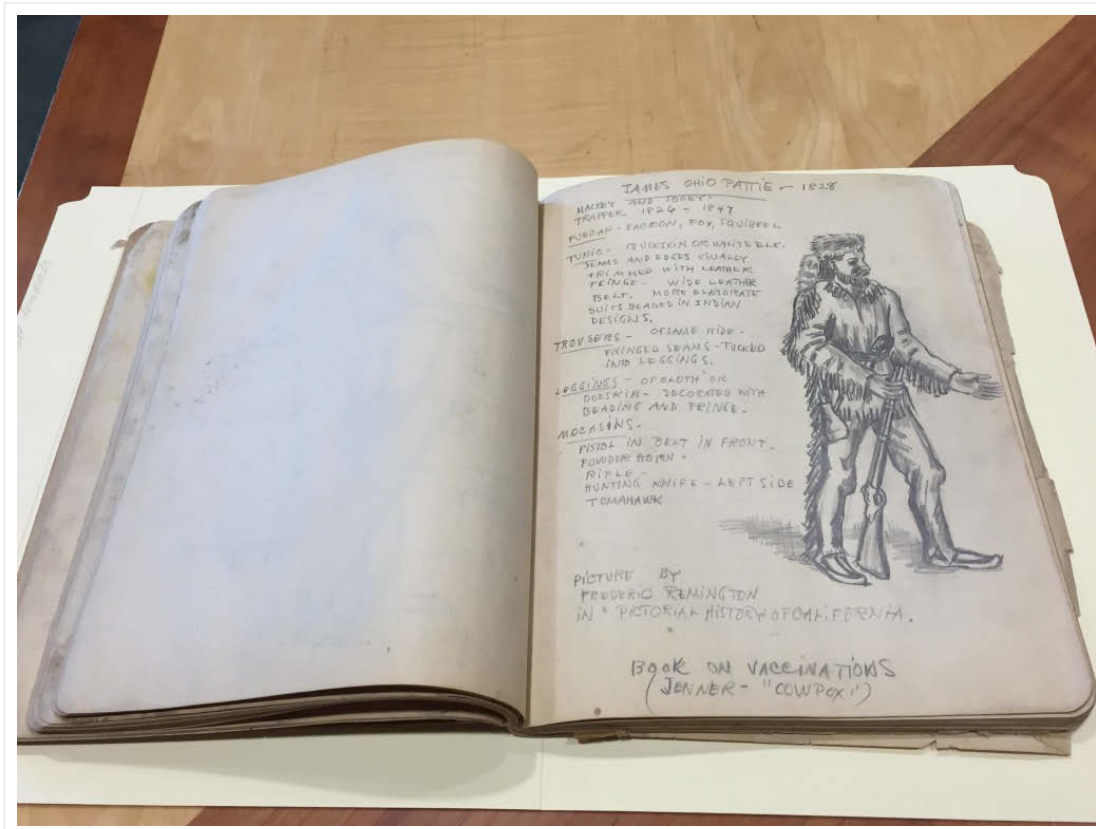 JAMES OHIO PATTIE - 1828
AND
TRAPPER 1826 - 1847
FURCAP - RACOON, FOX, SQUIRREL
TUNIC - BUCKSKIN OR WHITE ELK.
SEAMS AND EDGES USUALLY
TRIMMED WITH LEATHER
FRINGE - WIDE LEATHER
BELT. MORE ELABORATE
SUITS BEADED IN INDIAN
DESIGNS.
TROUSERS - OF SAME HIDE -
FRINGED SEAMS - TUCKED
INTO LEGGINGS.
LEGGINGS - OF CLOTH OR
DOESKIN - DECORATED WITH
BEADING AND FRINGE -
MOCASINS -
PISTOL IN BELT IN FRONT.
POWDER HORN -
RIFLE -
HUNTING KNIFE - LEFT SIDE
TOMAHAWK
PICTURE BY
FREDERIC REMINGTON
IN "PICTORIAL HISTORY OF CALIFORNIA.
BOOK ON VACCINATIONS
(JENNER - "COWPOX")